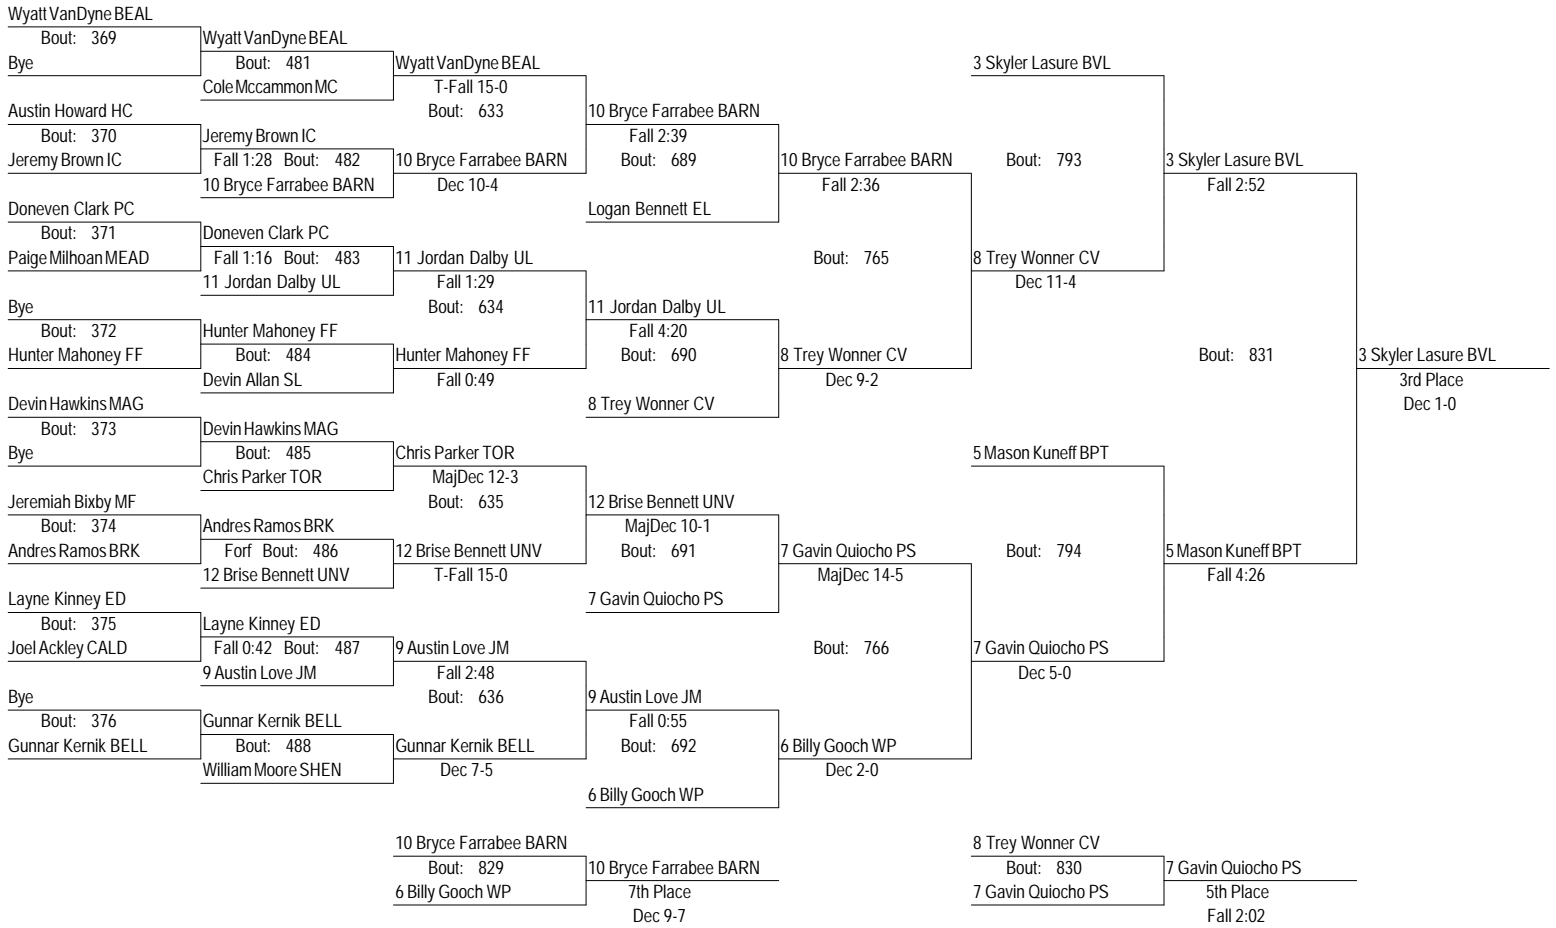 Wyatt VanDyne BEAL
Bout: 369
Bye
Austin Howard HC
Bout: 370
Jeremy Brown IC
Doneven Clark PC
Bout: 371
Paige Milhoan MEAD
Bye
Bout: 372
Hunter Mahoney FF
Devin Hawkins MAG
Bout: 373
Bye
Jeremiah Bixby MF
Bout: 374
Andres Ramos BRK
Layne Kinney ED
Bout: 375
Joel Ackley CALD
Bye
Bout: 376
Gunnar Kernik BELL
Wyatt VanDyne BEAL
Bout: 481
Cole Mccammon MC
Jeremy Brown IC
Fall 1:28 Bout: 482
10 Bryce Farrabee BARN
Doneven Clark PC
Fall 1:16 Bout: 483
11 Jordan Dalby UL
Hunter Mahoney FF
Bout: 484
Devin Allan SL
Devin Hawkins MAG
Bout: 485
Chris Parker TOR
Andres Ramos BRK
Forf Bout: 486
12 Brise Bennett UNV
Layne Kinney ED
Fall 0:42 Bout: 487
9 Austin Love JM
Gunnar Kernik BELL
Bout: 488
William Moore SHEN
Wyatt VanDyne BEAL
T-Fall 15-0
Bout: 633
10 Bryce Farrabee BARN
Dec 10-4
11 Jordan Dalby UL
Fall 1:29
Bout: 634
Hunter Mahoney FF
Fall 0:49
Chris Parker TOR
MajDec 12-3
Bout: 635
12 Brise Bennett UNV
T-Fall 15-0
9 Austin Love JM
Fall 2:48
Bout: 636
Gunnar Kernik BELL
Dec 7-5
10 Bryce Farrabee BARN
Fall 2:39
Bout: 689
Logan Bennett EL
11 Jordan Dalby UL
Fall 4:20
Bout: 690
8 Trey Wonner CV
12 Brise Bennett UNV
MajDec 10-1
Bout: 691
7 Gavin Quiocho PS
9 Austin Love JM
Fall 0:55
Bout: 692
6 Billy Gooch WP
10 Bryce Farrabee BARN
Fall 2:36
Bout: 765
8 Trey Wonner CV
Dec 9-2
7 Gavin Quiocho PS
MajDec 14-5
Bout: 766
6 Billy Gooch WP
Dec 2-0
3 Skyler Lasure BVL
Bout: 793
8 Trey Wonner CV
Dec 11-4
5 Mason Kuneff BPT
Bout: 794
7 Gavin Quiocho PS
Dec 5-0
3 Skyler Lasure BVL
Fall 2:52
Bout: 831
5 Mason Kuneff BPT
Fall 4:26
3 Skyler Lasure BVL
3rd Place
Dec 1-0
10 Bryce Farrabee BARN
Bout: 829
6 Billy Gooch WP
10 Bryce Farrabee BARN
7th Place
Dec 9-7
8 Trey Wonner CV
Bout: 830
7 Gavin Quiocho PS
7 Gavin Quiocho PS
5th Place
Fall 2:02